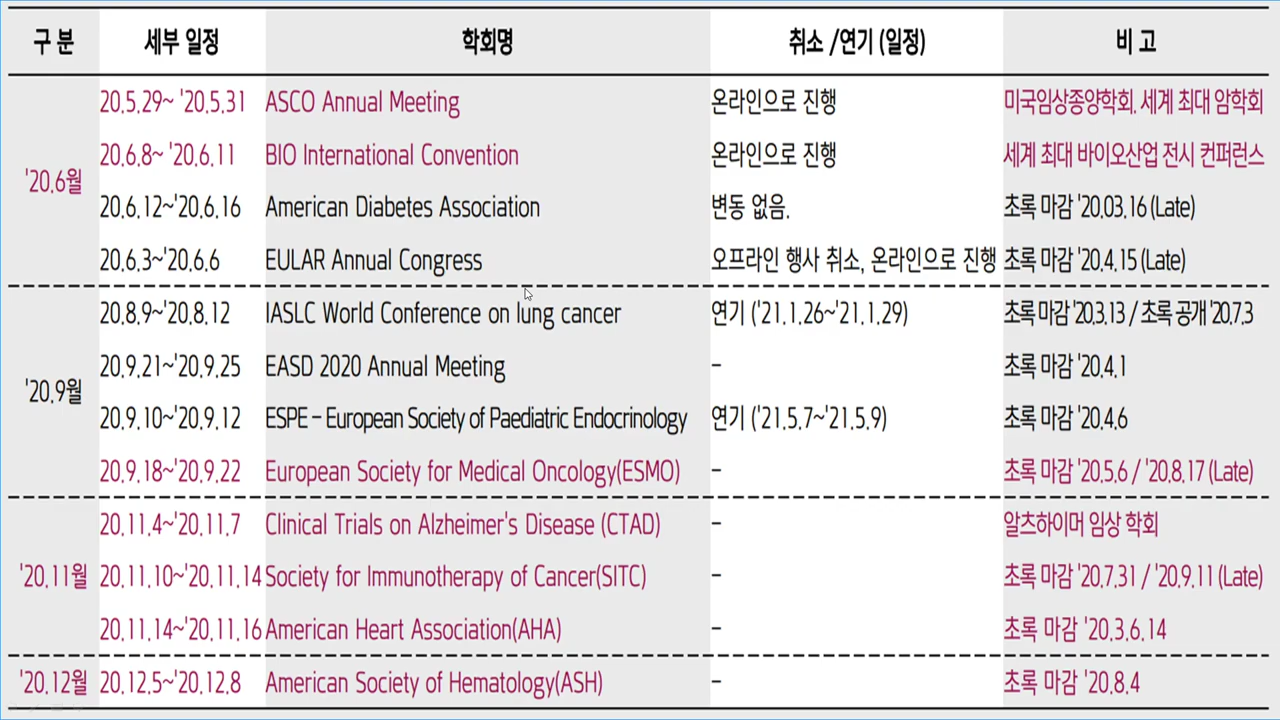 구 분 세부 일정 학회명 취소 /연기 (일정) 비 고
20.5.29~ '20.5.31 ASCO Annual Meeting 온라인으로 진행 미국임상종양학회. 세계 최대 암학회
'20.6월
20.6.8~ '20.6.11 BIO International Convention 온라인으로 진행 세계 최대 바이오산업 전시 컨퍼런스
20.6.12~'20.6.16 American Diabetes Association 변동 없음. 초록 마감 '20.03.16 (Late)
20.6.3~'20.6.6 EULAR Annual Congress 오프라인 행사 취소, 온라인으로 진행 초록 마감 '20.4.15 (Late)
20.8.9~'20.8.12 IASLC World Conference on lung cancer 연기 ('21.1.26~'21.1.29) 초록 마감 '20.3.13 / 초록 공개 '20.7.3
'20.9월
20.9.21~'20.9.25 EASD 2020 Annual Meeting - 초록 마감 '20.4.1
20.9.10~'20.9.12 ESPE – European Society of Paediatric Endocrinology 연기 ('21.5.7~'21.5.9) 초록 마감 '20.4.6
20.9.18~'20.9.22 European Society for Medical Oncology(ESMO) - 초록 마감 '20.5.6 / '20.8.17 (Late)
20.11.4~'20.11.7 Clinical Trials on Alzheimer's Disease (CTAD) - 알츠하이머 임상 학회
'20.11월 20.11.10~'20.11.14 Society for Immunotherapy of Cancer(SITC) - 초록 마감 '20.7.31 / '20.9.11 (Late)
20.11.14~'20.11.16 American Heart Association(AHA) - 초록 마감 '20.3.6.14
'20.12월 20.12.5~'20.12.8 American Society of Hematology(ASH) - 초록 마감 '20.8.4